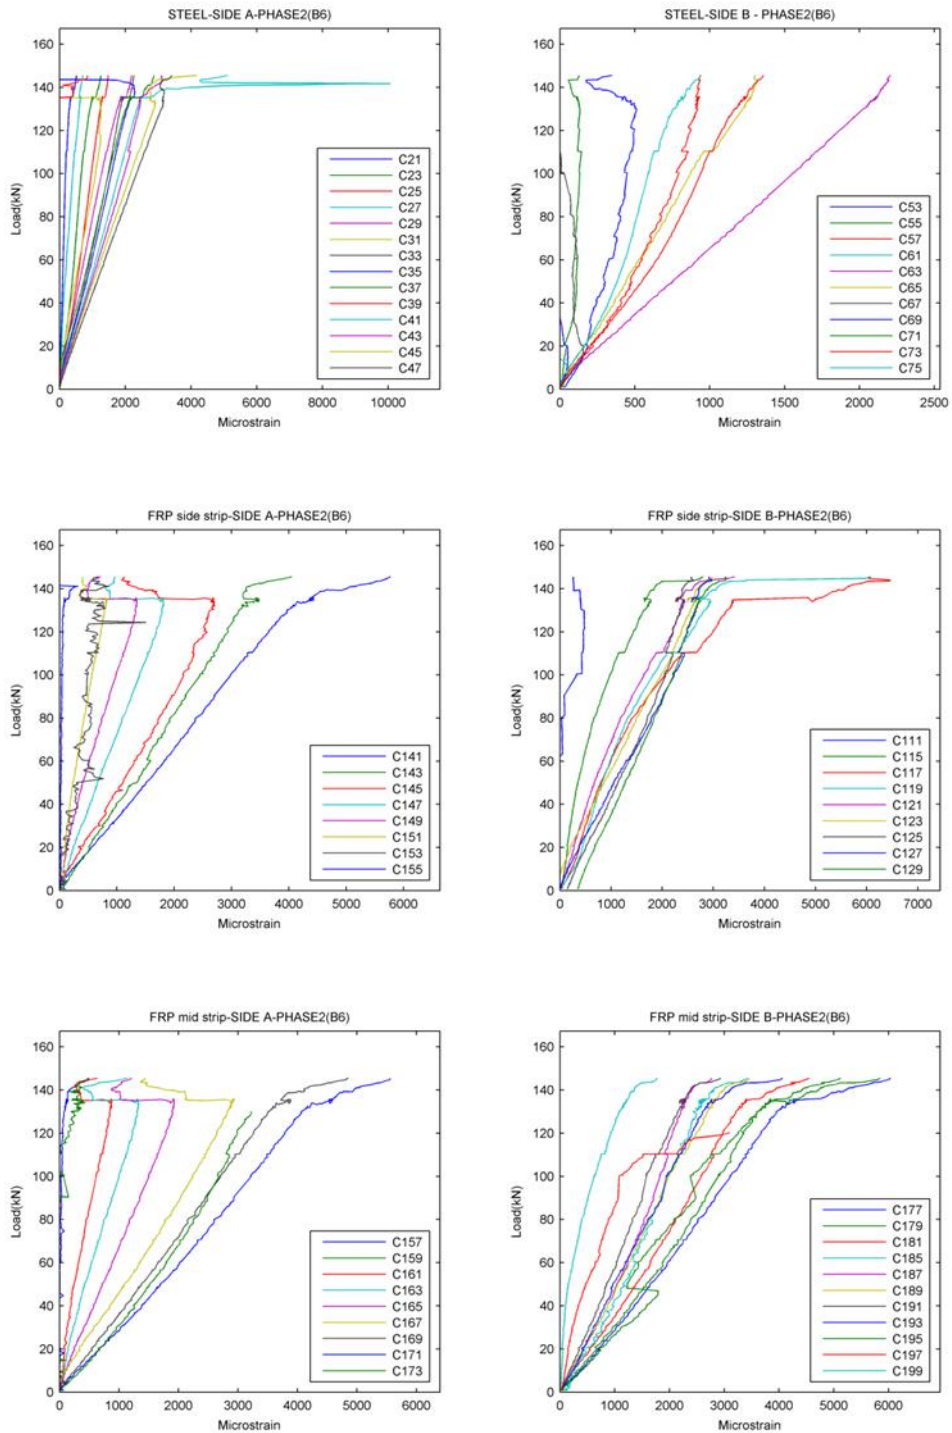 STEEL-SIDE A-PHASE2(B6)
160
140
120
100
80
60
40
20
0
Load(kN)
C21
C23
C25
C27
C29
C31
C33
C35
C37
C39
C41
C43
C45
C47
0 2000 4000 6000 8000 10000
Microstrain
STEEL-SIDE B - PHASE2(B6)
160
140
120
100
80
60
40
20
0
Load(kN)
C53
C55
C57
C61
C63
C65
C67
C69
C71
C73
C75
0 500 1000 1500 2000 2500
Microstrain
FRP side strip-SIDE A-PHASE2(B6)
160
140
120
100
80
60
40
20
0
Load(kN)
C141
C143
C145
C147
C149
C151
C153
C155
0 1000 2000 3000 4000 5000 6000
Microstrain
FRP side strip-SIDE B-PHASE2(B6)
160
140
120
100
80
60
40
20
0
Load(kN)
C111
C115
C117
C119
C121
C123
C125
C127
C129
0 1000 2000 3000 4000 5000 6000 7000
Microstrain
FRP mid strip-SIDE A-PHASE2(B6)
160
140
120
100
80
60
40
20
0
Load(kN)
C157
C159
C161
C163
C165
C167
C169
C171
C173
0 1000 2000 3000 4000 5000 6000
Microstrain
FRP mid strip-SIDE B-PHASE2(B6)
160
140
120
100
80
60
40
20
0
Load(kN)
C177
C179
C181
C185
C187
C189
C191
C193
C195
C197
C199
0 1000 2000 3000 4000 5000 6000
Microstrain